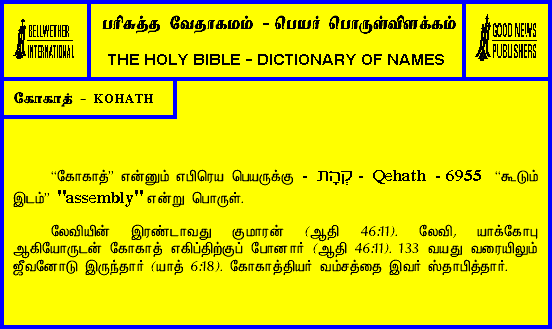 BELLWETHER
INTERNATIONAL
பரிசுத்த வேதாகமம் - பெயர் பொருள்விளக்கம்
THE HOLY BIBLE - DICTIONARY OF NAMES
GOOD NEWS
PUBLISHERS
கோகாத் - KOHATH
“கோகாத்” என்னும் எபிரெய பெயருக்கு - קְהָת - Qehath - 6955 “கூடும்
இடம்” "assembly" என்று பொருள்.
லேவியின் இரண்டாவது குமாரன் (ஆதி 46:11). லேவி, யாக்கோபு
ஆகியோருடன் கோகாத் எகிப்திற்குப் போனார் (ஆதி 46:11). 133 வயது வரையிலும்
ஜீவனோடு இருந்தார் (யாத் 6:18). கோகாத்தியர் வம்சத்தை இவர் ஸ்தாபித்தார்.